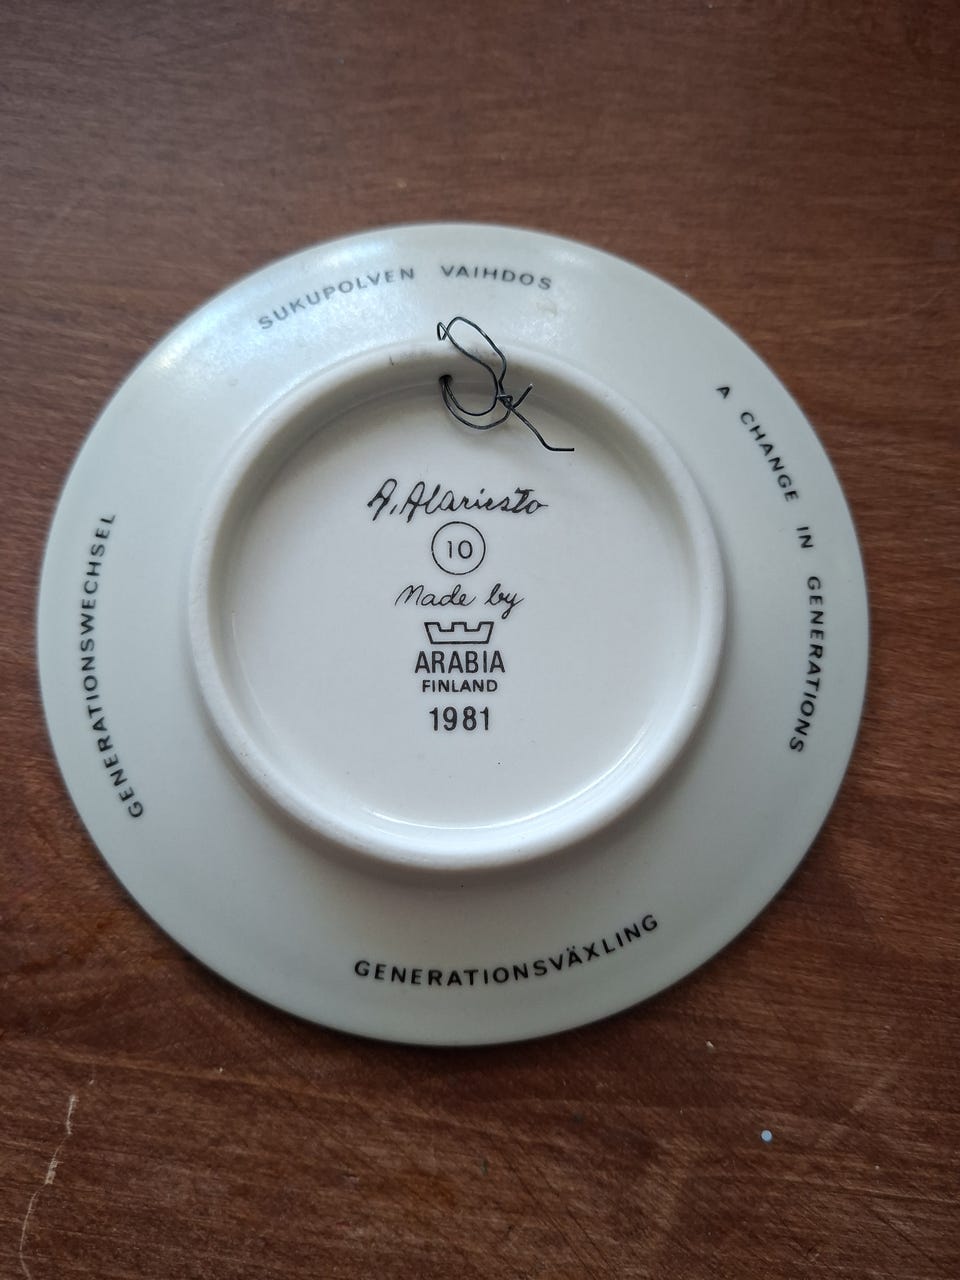 SUKUPOLVEN VAIHDOS
A CHANGE IN GENERATIONS
GENERATIONSVÄXLING
GENERATIONSWECHSEL
A. Alariesto
10
Made by
ARABIA
FINLAND
1981